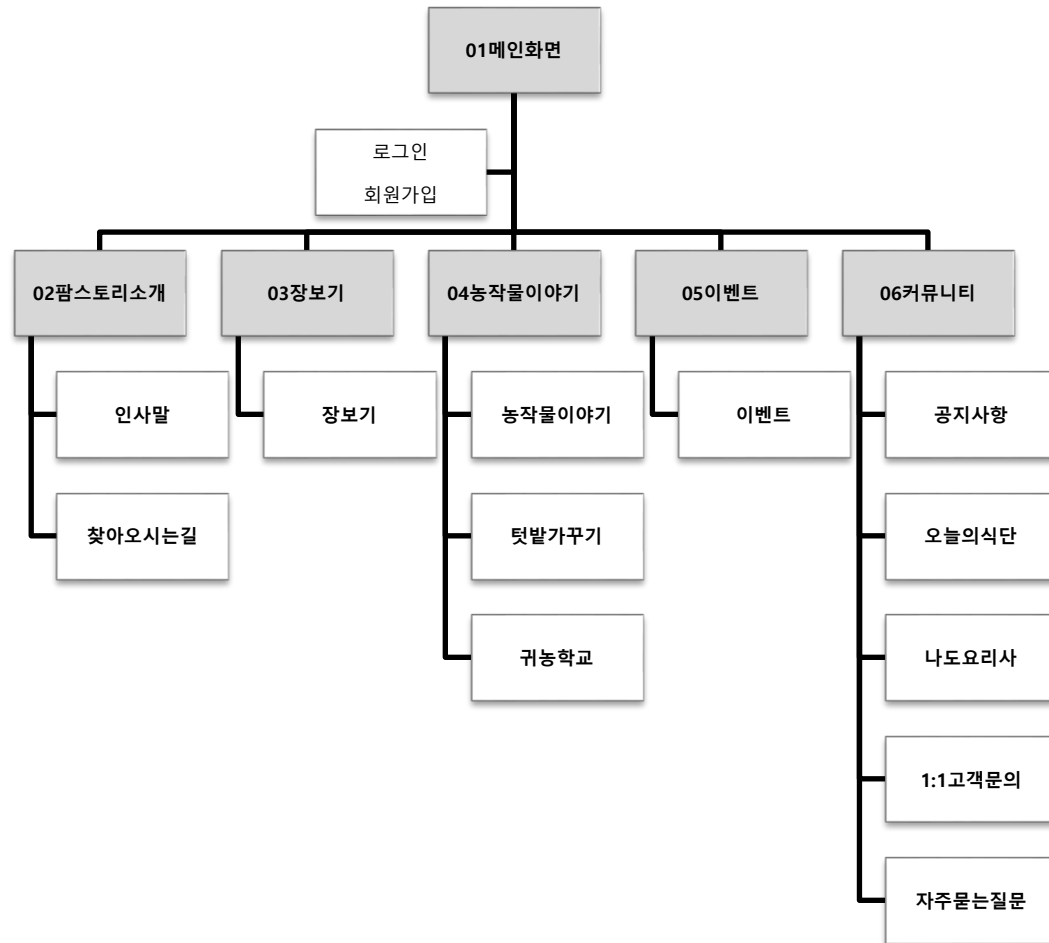 01메인화면
로그인
회원가입
02팜스토리소개
03장보기
04농작물이야기
05이벤트
06커뮤니티
인사말
장보기
농작물이야기
이벤트
공지사항
찾아오시는길
텃밭가꾸기
오늘의식단
귀농학교
나도요리사
1:1고객문의
자주묻는질문